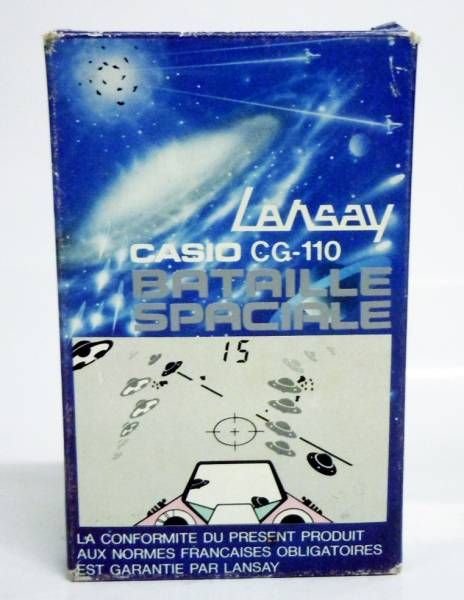 Lansay
CASIO CG-110
BATAILLE
SPACIALE
15
LA CONFORMITE DU PRESENT PRODUIT
AUX NORMES FRANCAISES OBLIGATOIRES
EST GARANTIE PAR LANSAY